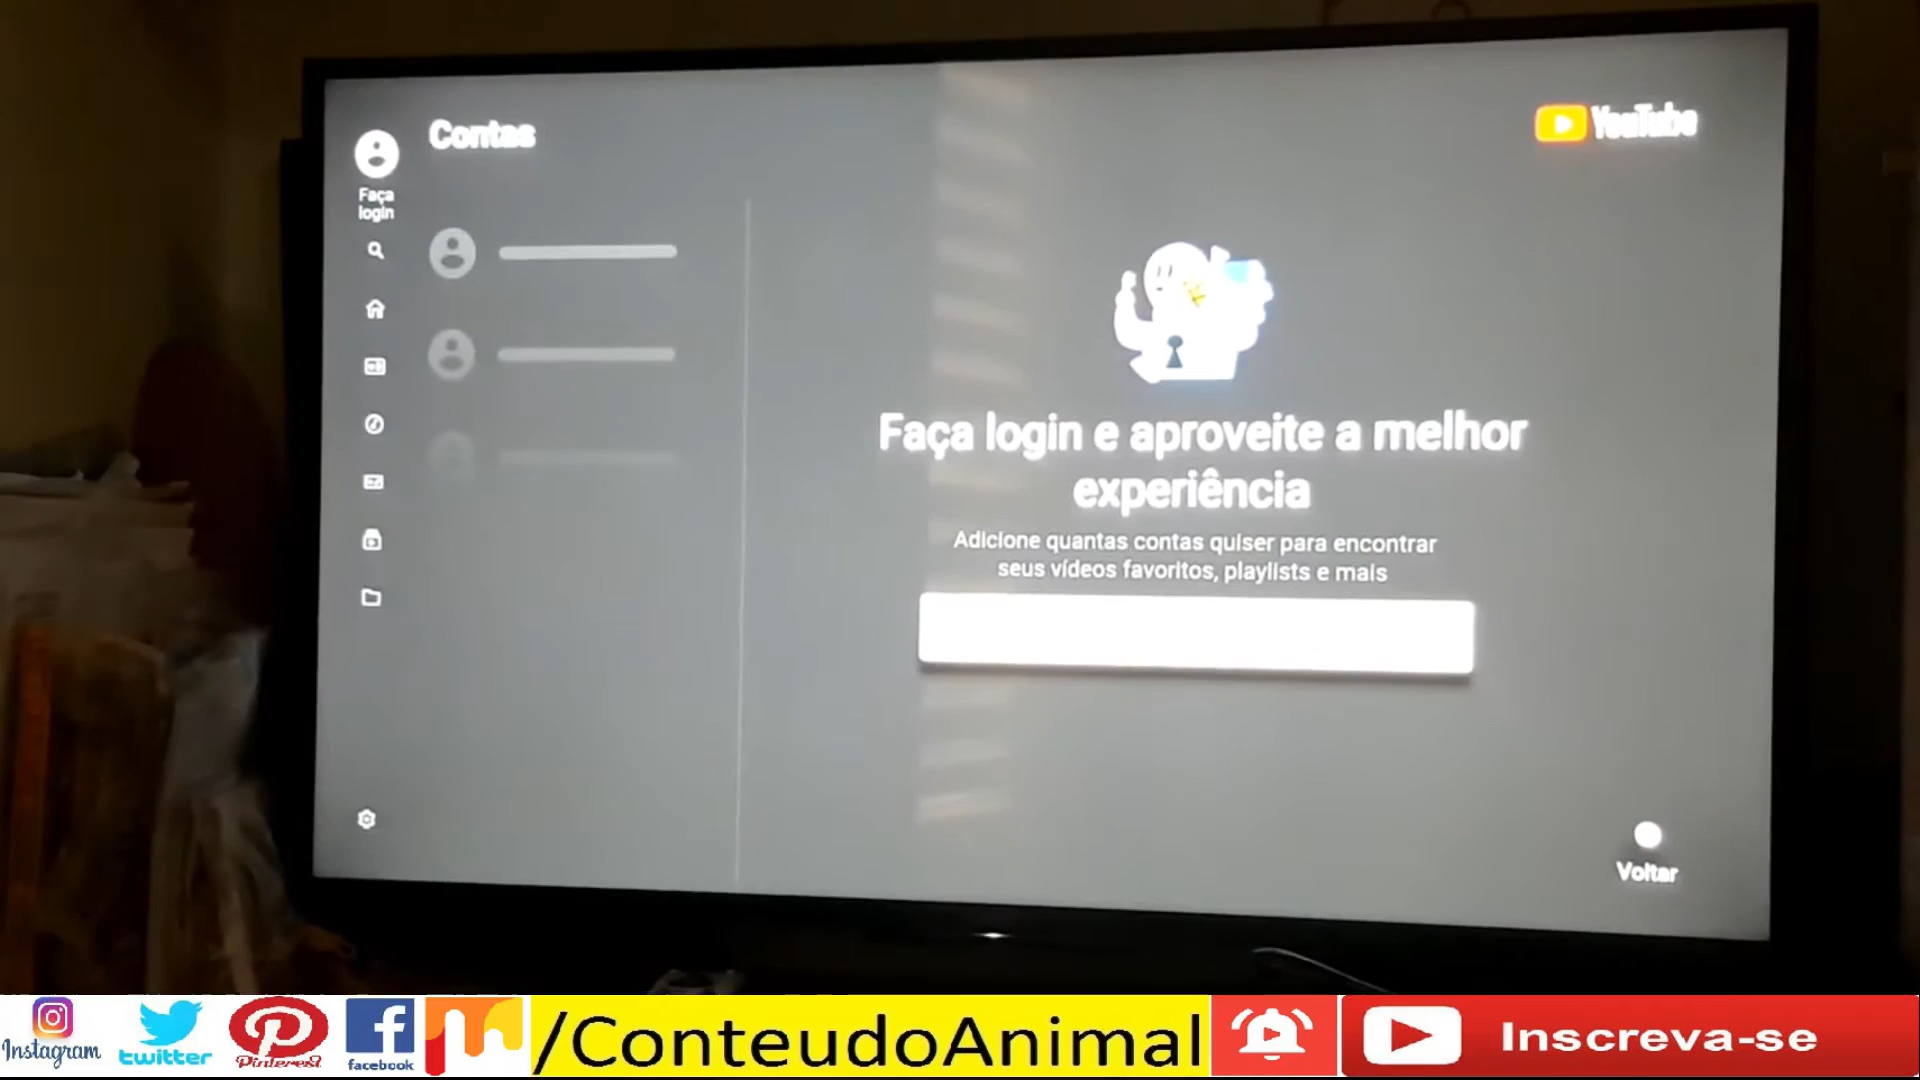 Contas
YouTube
Faça
login
Faça login e aproveite a melhor
experiência
Adicione quantas contas quiser para encontrar
seus vídeos favoritos, playlists e mais
Voltar
Instagram
twitter
Pinterest
facebook
/ConteudoAnimal
Inscreva-se